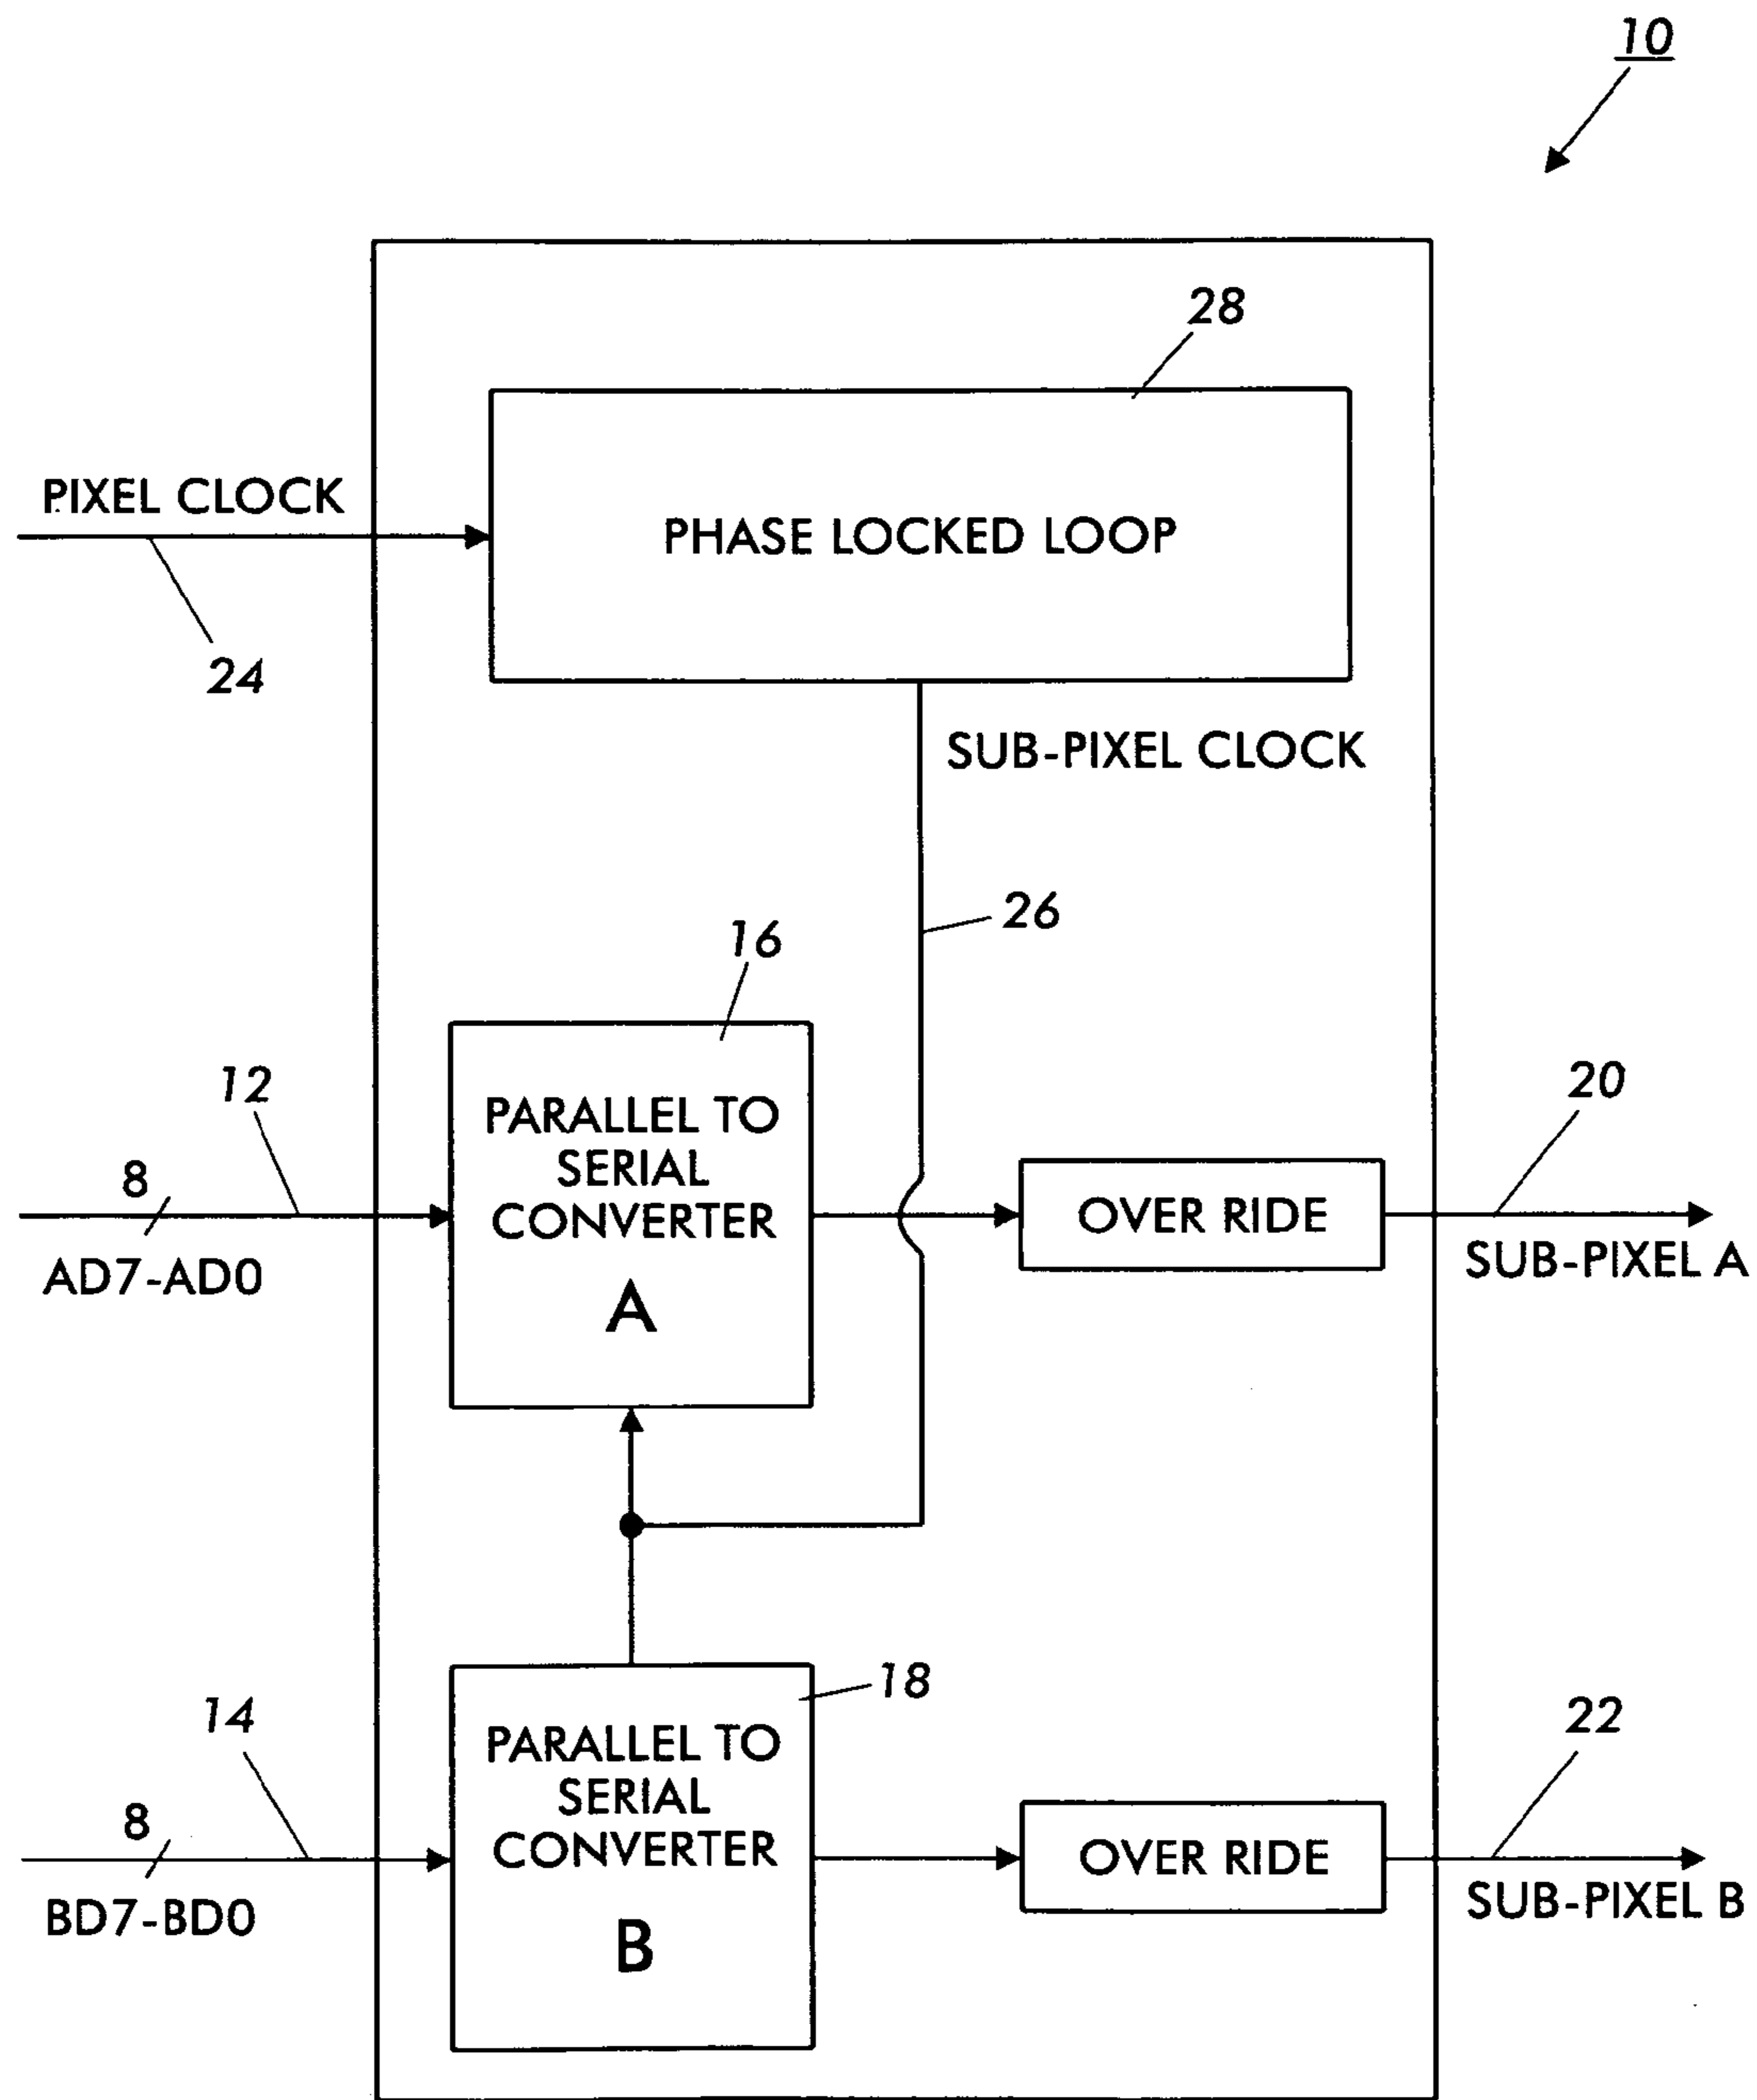 10
28
PIXEL CLOCK
PHASE LOCKED LOOP
24
SUB-PIXEL CLOCK
26
16
12
20
PARALLEL TO
SERIAL
CONVERTER
A
8
AD7-AD0
OVER RIDE
SUB-PIXEL A
18
14
22
PARALLEL TO
SERIAL
CONVERTER
B
8
BD7-BD0
OVER RIDE
SUB-PIXEL B